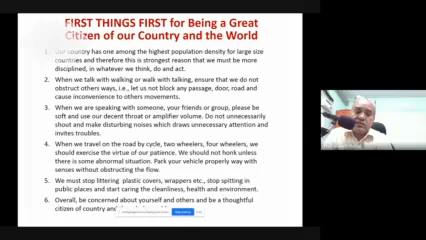 FIRST THINGS FIRST for Being a Great
Citizen of our Country and the World
1. Our country has one among the highest population density for large size
countries and therefore this is strongest reason that we must be more
disciplined, in whatever we think, do and act.
2. When we talk with walking or walk with talking, ensure that we do not
obstruct others ways, i.e., let us not block any passage, door, road and
cause inconvenience to others movements.
3. When we are speaking with someone, your friends or group, please be
soft and use our decent throat or amplifier volume. Do not unnecessarily
shout and make disturbing noises which draws unnecessary attention and
invites troubles.
4. When we travel on the road by cycle, two wheelers, four wheelers, we
should exercise the virtue of our patience. We should not honk unless
there is some abnormal situation. Park your vehicle properly way with
senses without obstructing the flow.
5. We must stop littering plastic covers, wrappers etc., stop spitting in
public places and start caring the cleanliness, health and environment.
6. Overall, be concerned about yourself and others and be a thoughtful
citizen of country and